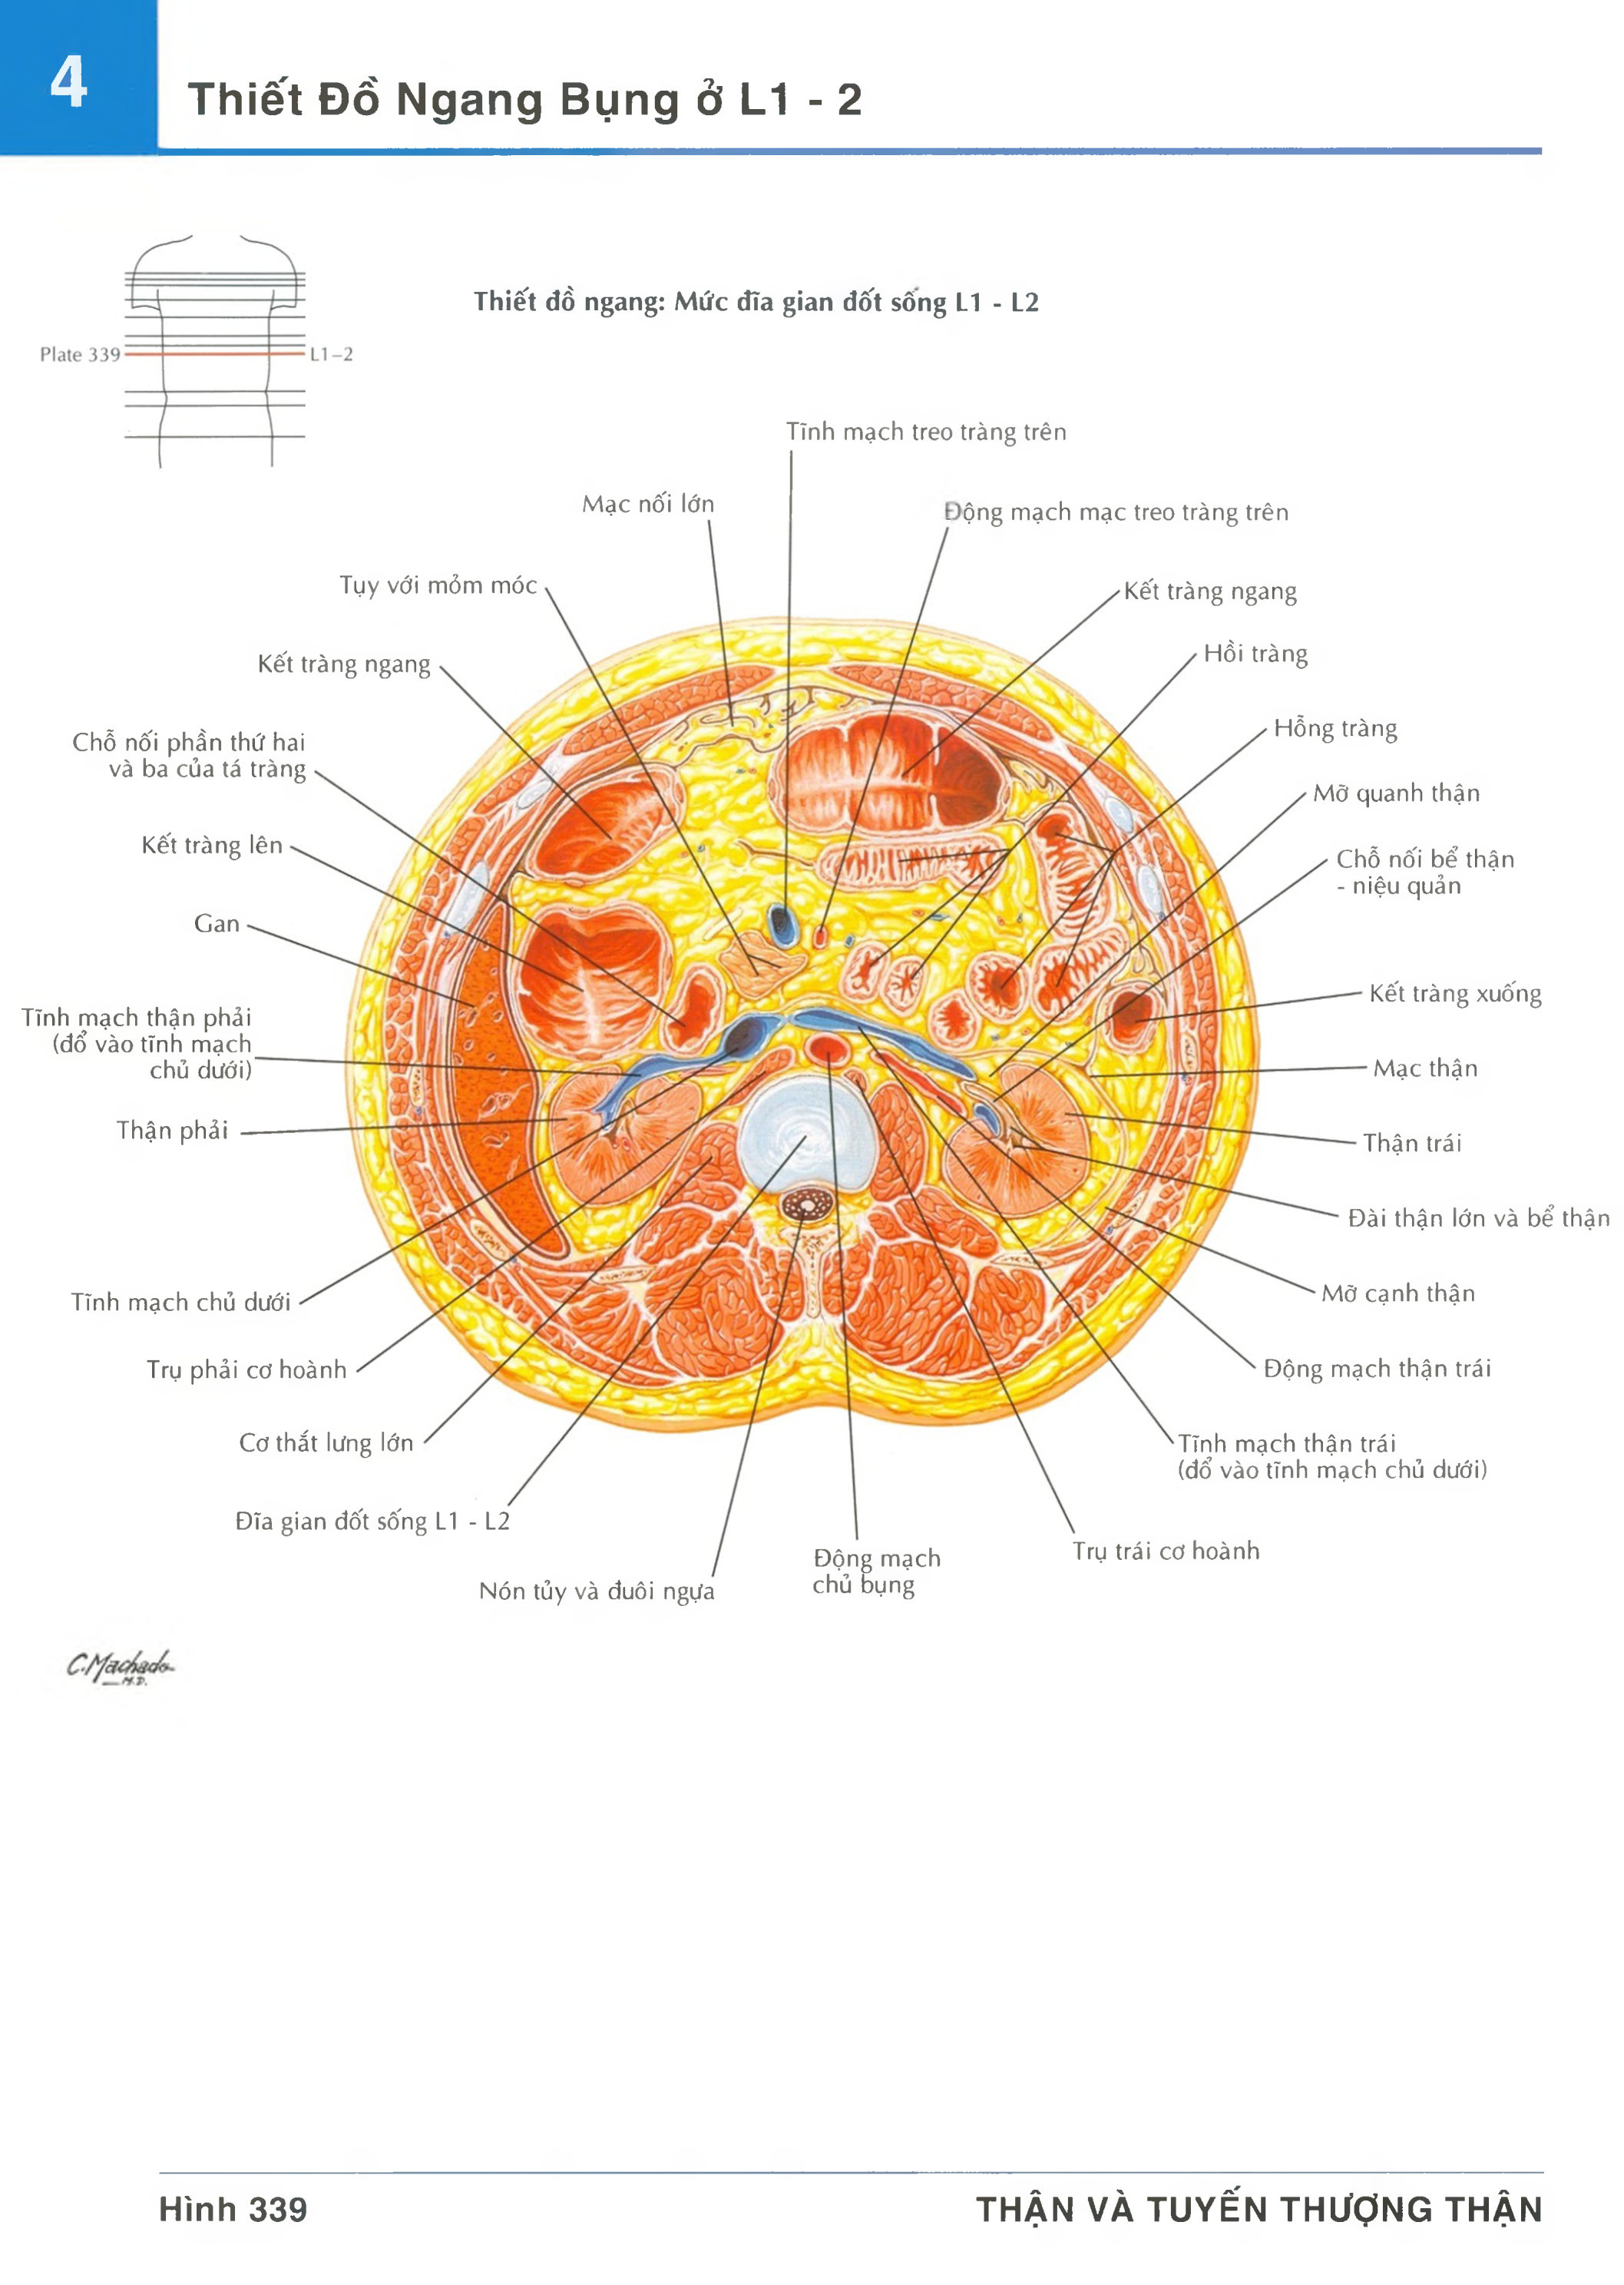 4
Thiết Đồ Ngang Bụng ở L1 - 2
Thiết đồ ngang: Mức đĩa gian đốt sống L1 - L2
Plate 339
L1–2
Tĩnh mạch treo tràng trên
Mạc nối lớn
Động mạch mạc treo tràng trên
Tụy với mỏm móc
Kết tràng ngang
Kết tràng ngang
Hồi tràng
Hỗng tràng
Chỗ nối phần thứ hai
và ba của tá tràng
Mỡ quanh thận
Kết tràng lên
Chỗ nối bể thận
- niệu quản
Gan
Kết tràng xuống
Tĩnh mạch thận phải
(đổ vào tĩnh mạch
chủ dưới)
Mạc thận
Thận phải
Thận trái
Đài thận lớn và bể thận
Tĩnh mạch chủ dưới
Mỡ cạnh thận
Trụ phải cơ hoành
Động mạch thận trái
Cơ thắt lưng lớn
Tĩnh mạch thận trái
(đổ vào tĩnh mạch chủ dưới)
Đĩa gian đốt sống L1 - L2
Động mạch
chủ bụng
Trụ trái cơ hoành
Nón tủy và đuôi ngựa
C.Machado
M.D.
Hình 339
THẬN VÀ TUYẾN THƯỢNG THẬN